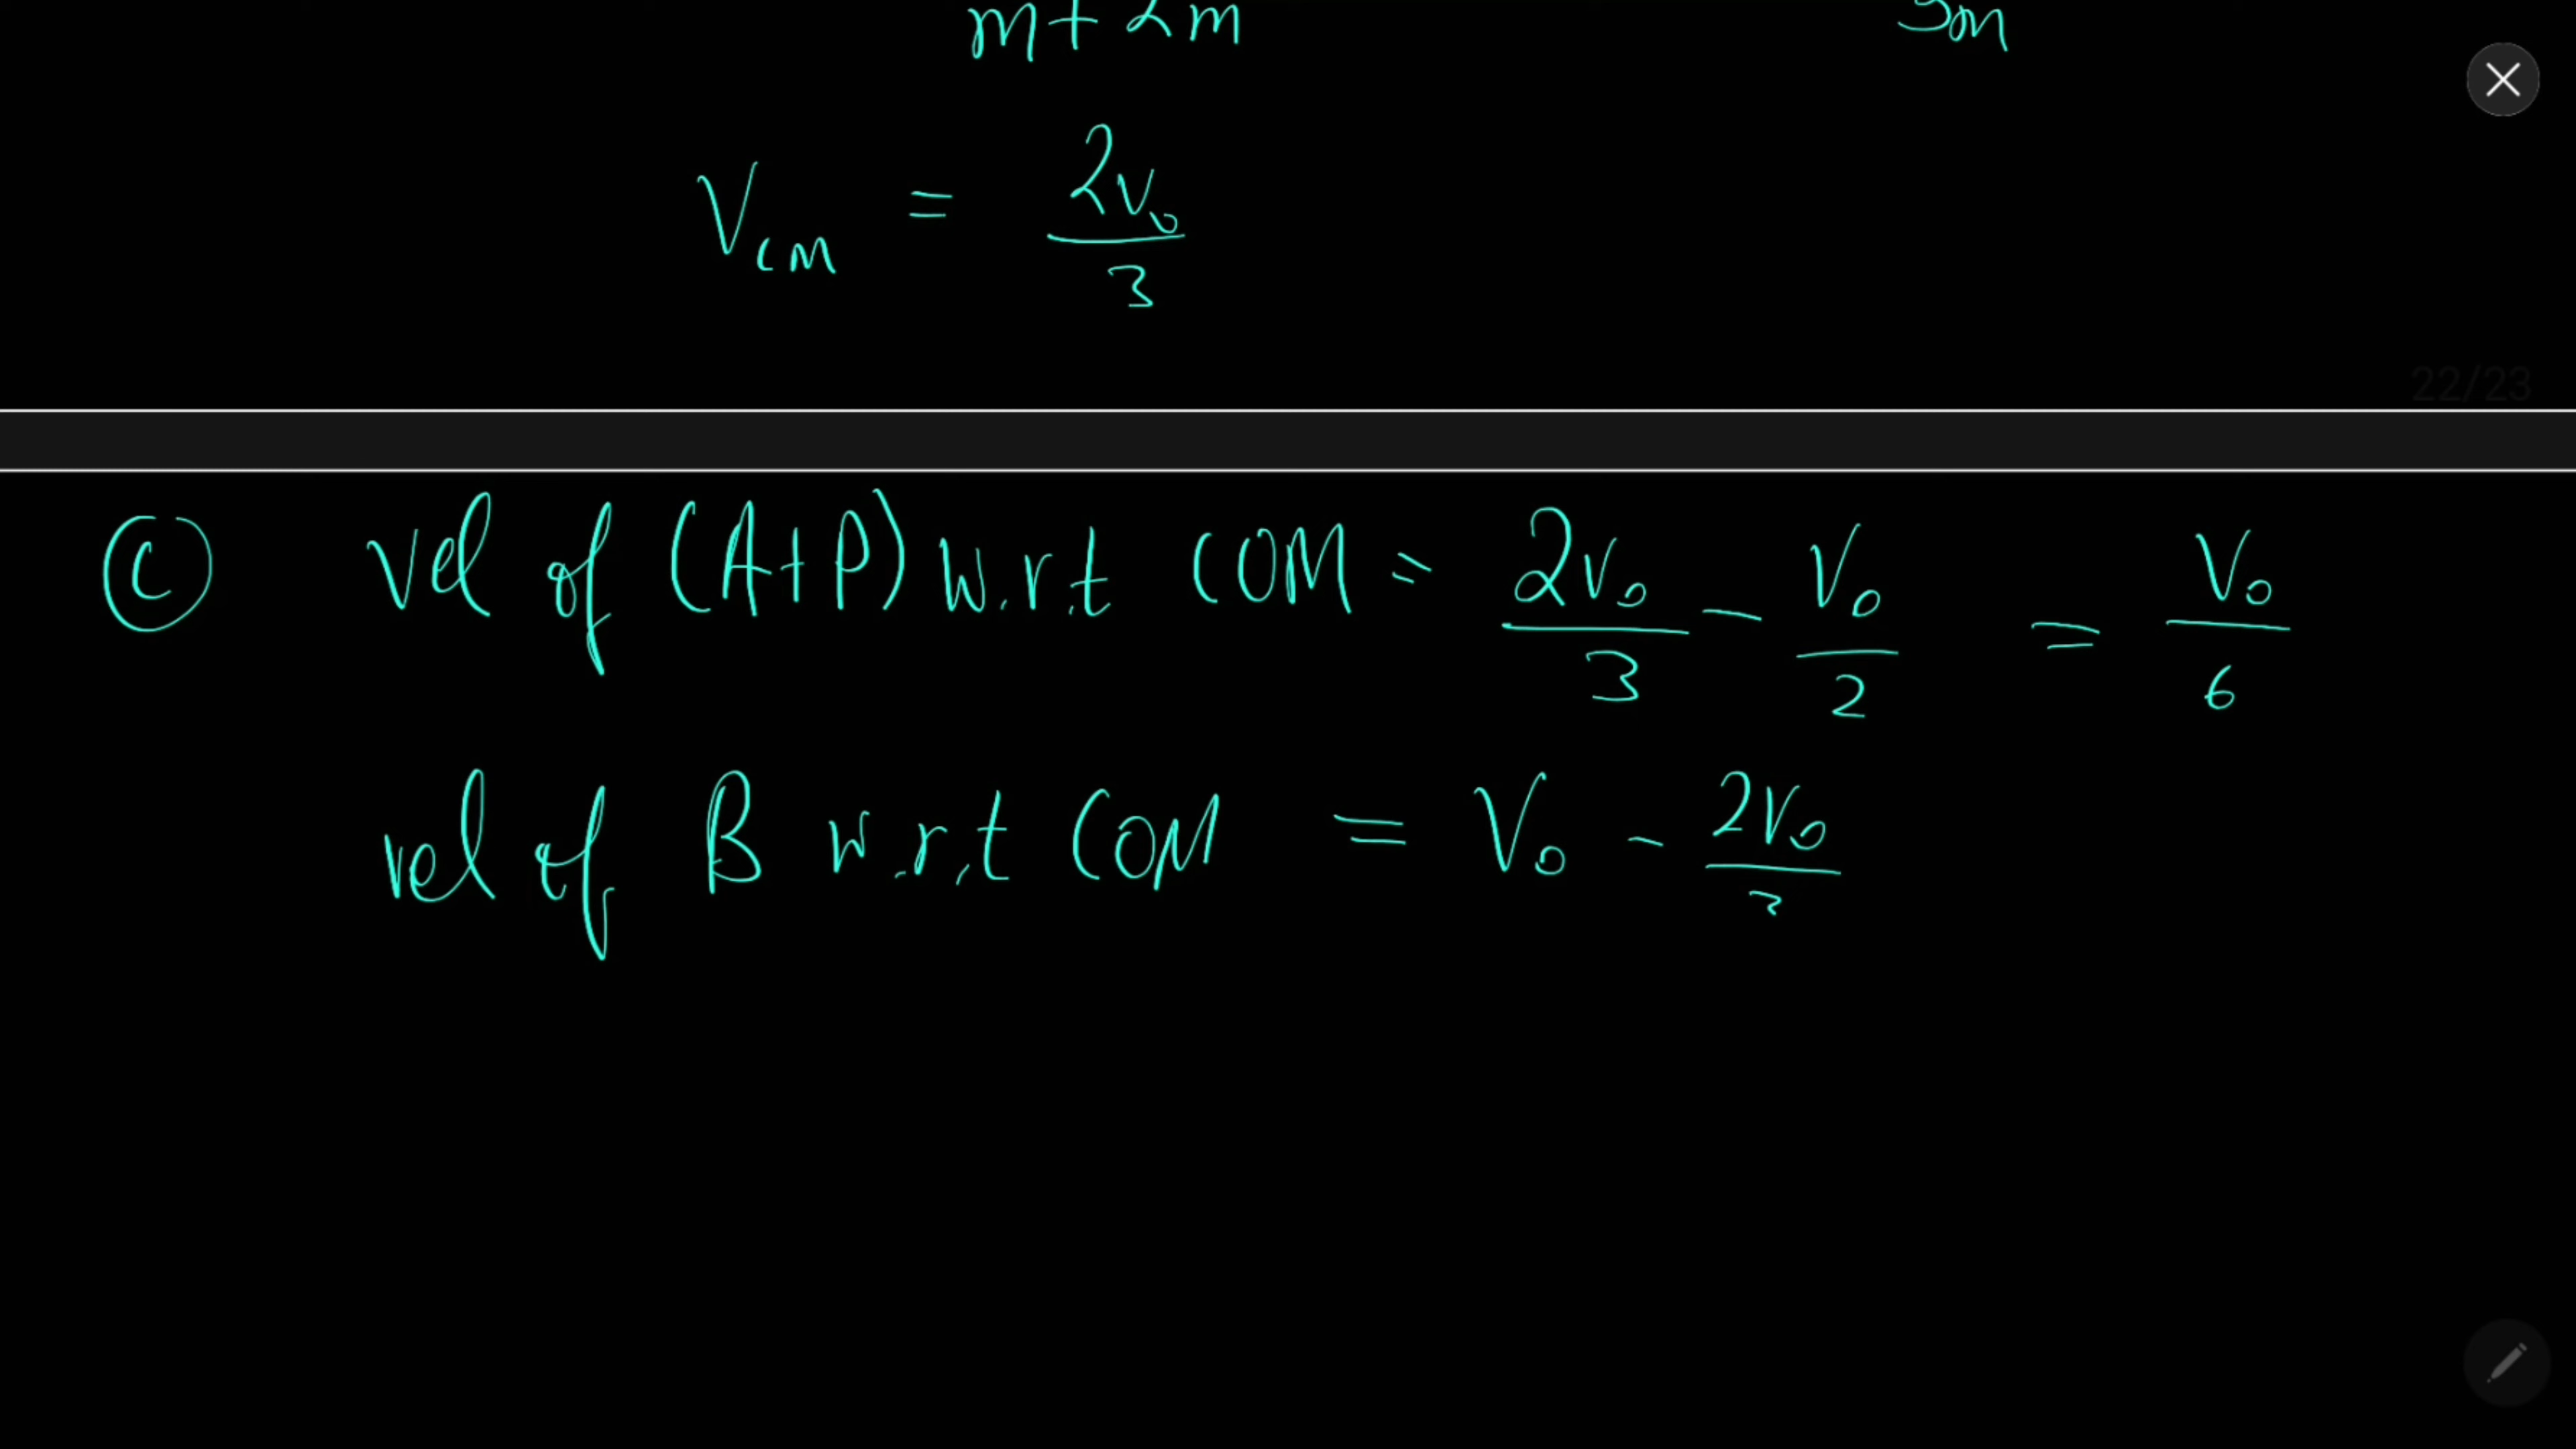 m + 2m 3m
V_cm = 2v₀/3
22/23
(C) Vel of (A+P) w.r.t COM = 2v₀/3 - V₀/2 = V₀/6
vel of B w.r.t COM = V₀ - 2v₀/3